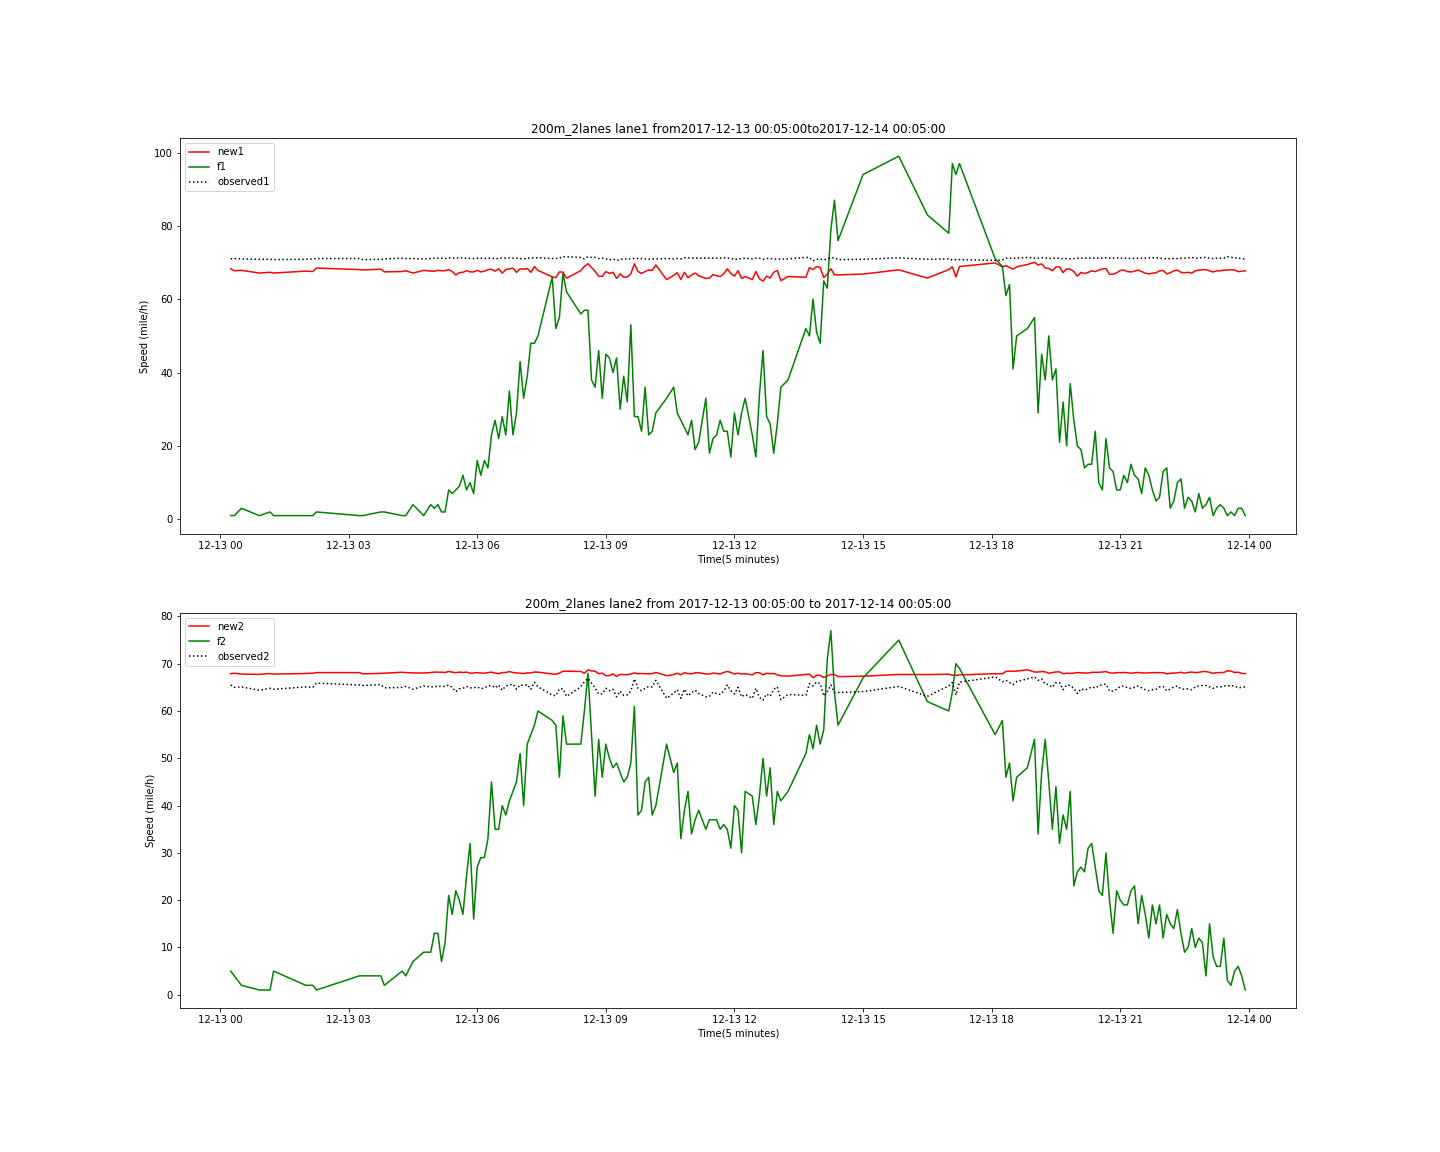 200m_2lanes lane1 from2017-12-13 00:05:00to2017-12-14 00:05:00
new1
f1
observed1
100
80
60
40
20
0
Speed (mile/h)
12-13 00 12-13 03 12-13 06 12-13 09 12-13 12 12-13 15 12-13 18 12-13 21 12-14 00
Time(5 minutes)
200m_2lanes lane2 from 2017-12-13 00:05:00 to 2017-12-14 00:05:00
new2
f2
observed2
80
70
60
50
40
30
20
10
0
Speed (mile/h)
12-13 00 12-13 03 12-13 06 12-13 09 12-13 12 12-13 15 12-13 18 12-13 21 12-14 00
Time(5 minutes)